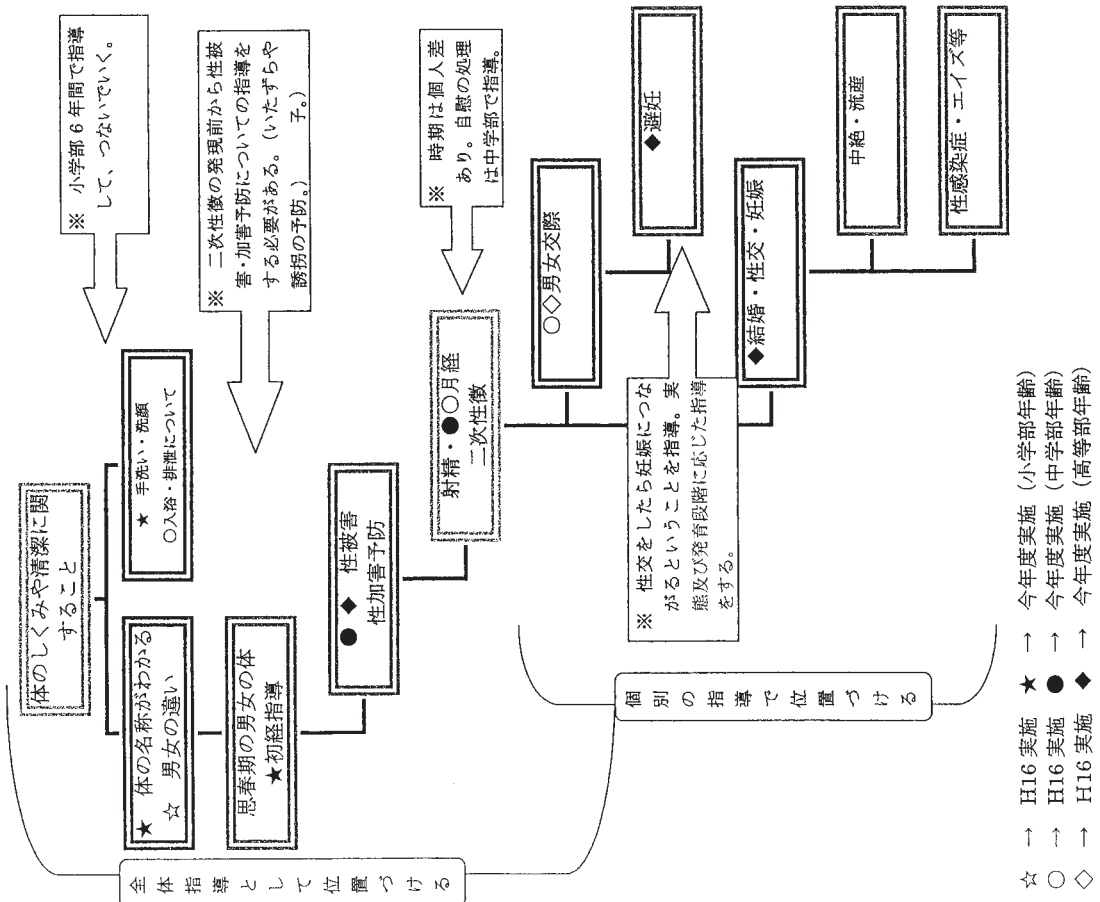 体のしくみや清潔に関
すること
★ 手洗い・洗顔
○入浴・排泄について
※ 小学部6年間で指導
して、つないでいく。
★ 体の名称がわかる
☆ 男女の違い
思春期の男女の体
★初経指導
※ 二次性徴の発現前から性被
害・加害予防についての指導を
する必要がある。(いたずらや
誘拐の予防。) 子。)
●◆ 性被害
性加害予防
射精・●○月経
二次性徴
※ 時期は個人差
あり。自慰の処理
は中学部で指導。
○◇男女交際
◆避妊
※ 性交をしたら妊娠につな
がるということを指導。実
態及び発育段階に応じた指導
をする。
◆結婚・性交・妊娠
中絶・流産
性感染症・エイズ等
全体指導として位置づける
個別の指導で位置づける
☆ → H16実施 ★ → 今年度実施(小学部年齢)
○ → H16実施 ● → 今年度実施(中学部年齢)
◇ → H16実施 ◆ → 今年度実施(高等部年齢)